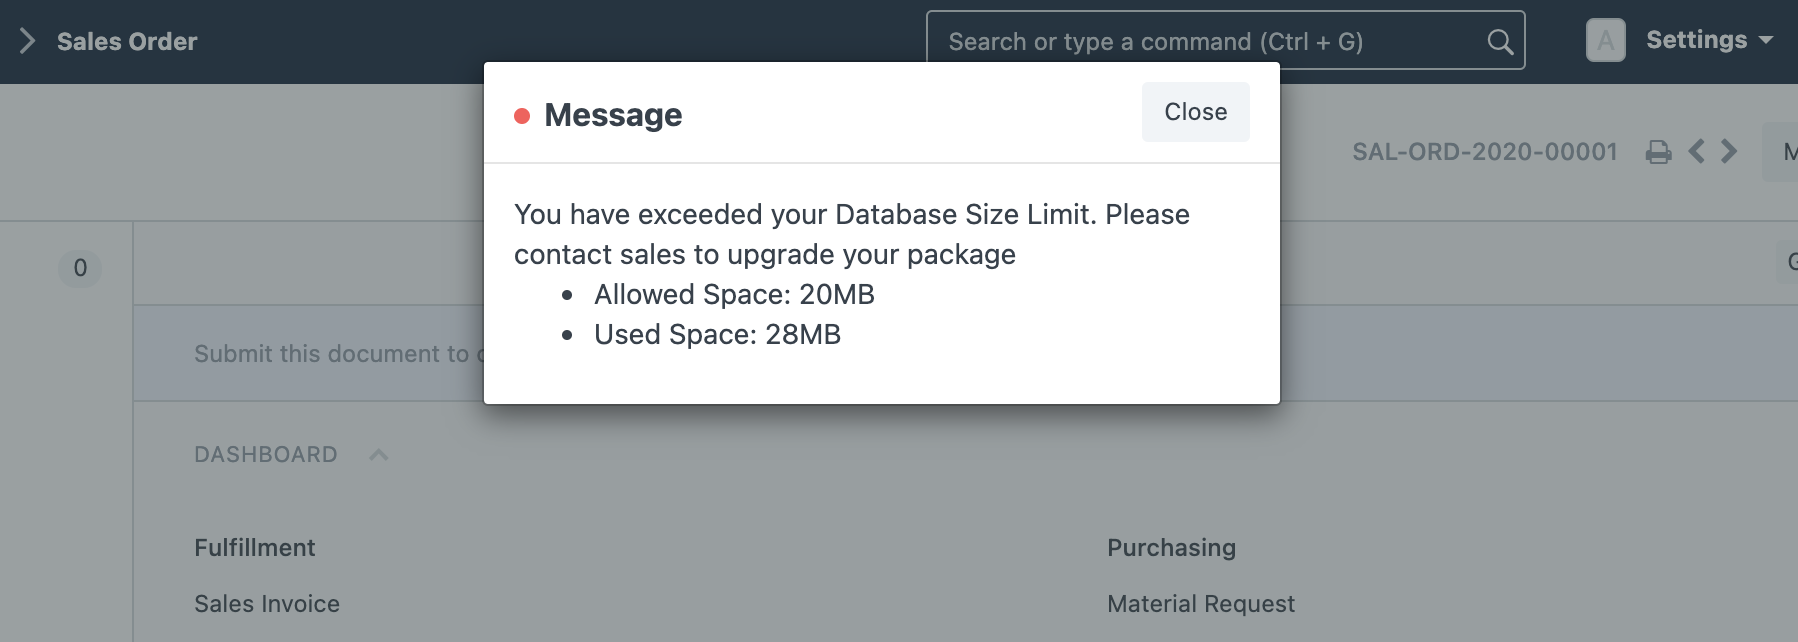 Sales Order
Search or type a command (Ctrl + G)
A
Settings
Message
Close
SAL-ORD-2020-00001
M
You have exceeded your Database Size Limit. Please
contact sales to upgrade your package
• Allowed Space: 20MB
• Used Space: 28MB
0
Submit this document to
DASHBOARD
Fulfillment
Purchasing
Sales Invoice
Material Request